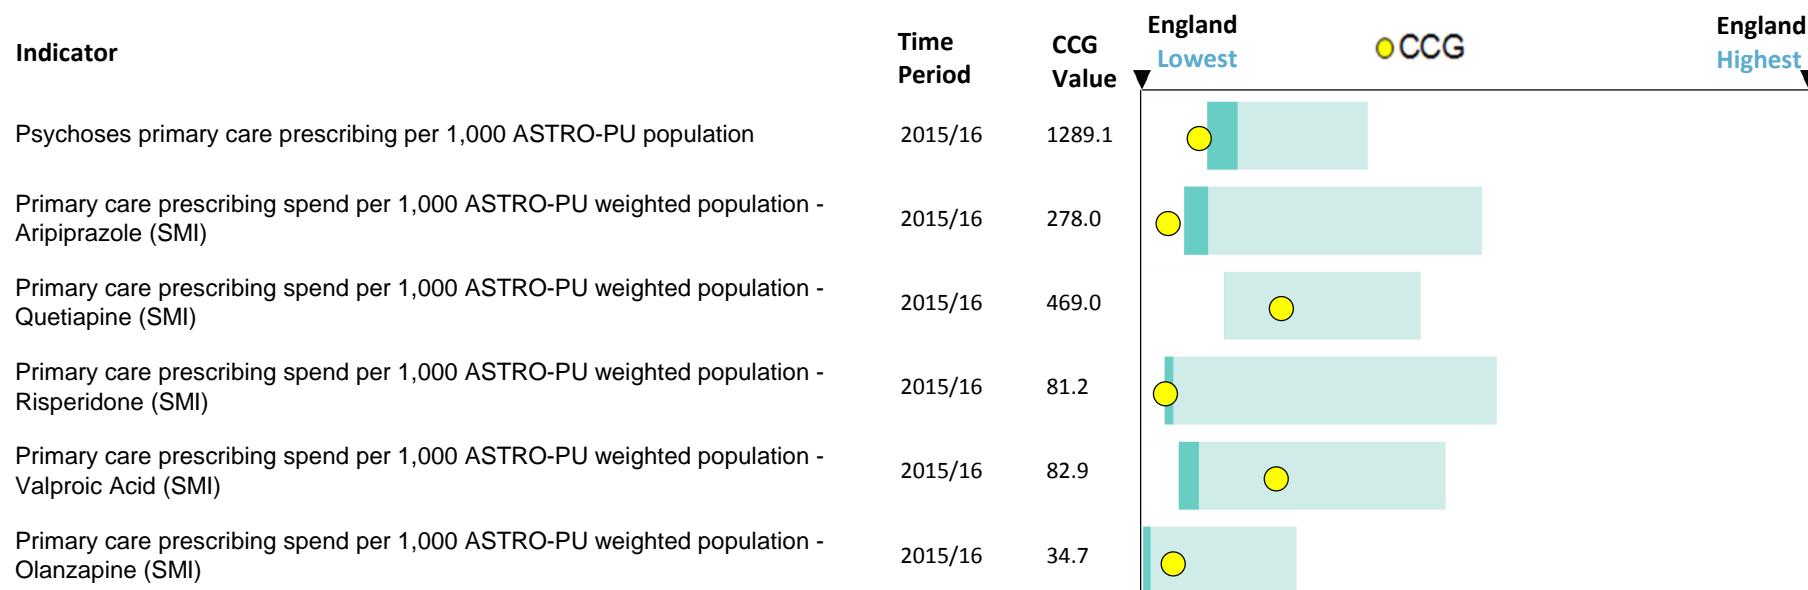 Indicator
Time
Period
CCG
Value
England
Lowest
CCG
England
Highest
Psychoses primary care prescribing per 1,000 ASTRO-PU population
2015/16
1289.1
Primary care prescribing spend per 1,000 ASTRO-PU weighted population -
Aripiprazole (SMI)
2015/16
278.0
Primary care prescribing spend per 1,000 ASTRO-PU weighted population -
Quetiapine (SMI)
2015/16
469.0
Primary care prescribing spend per 1,000 ASTRO-PU weighted population -
Risperidone (SMI)
2015/16
81.2
Primary care prescribing spend per 1,000 ASTRO-PU weighted population -
Valproic Acid (SMI)
2015/16
82.9
Primary care prescribing spend per 1,000 ASTRO-PU weighted population -
Olanzapine (SMI)
2015/16
34.7